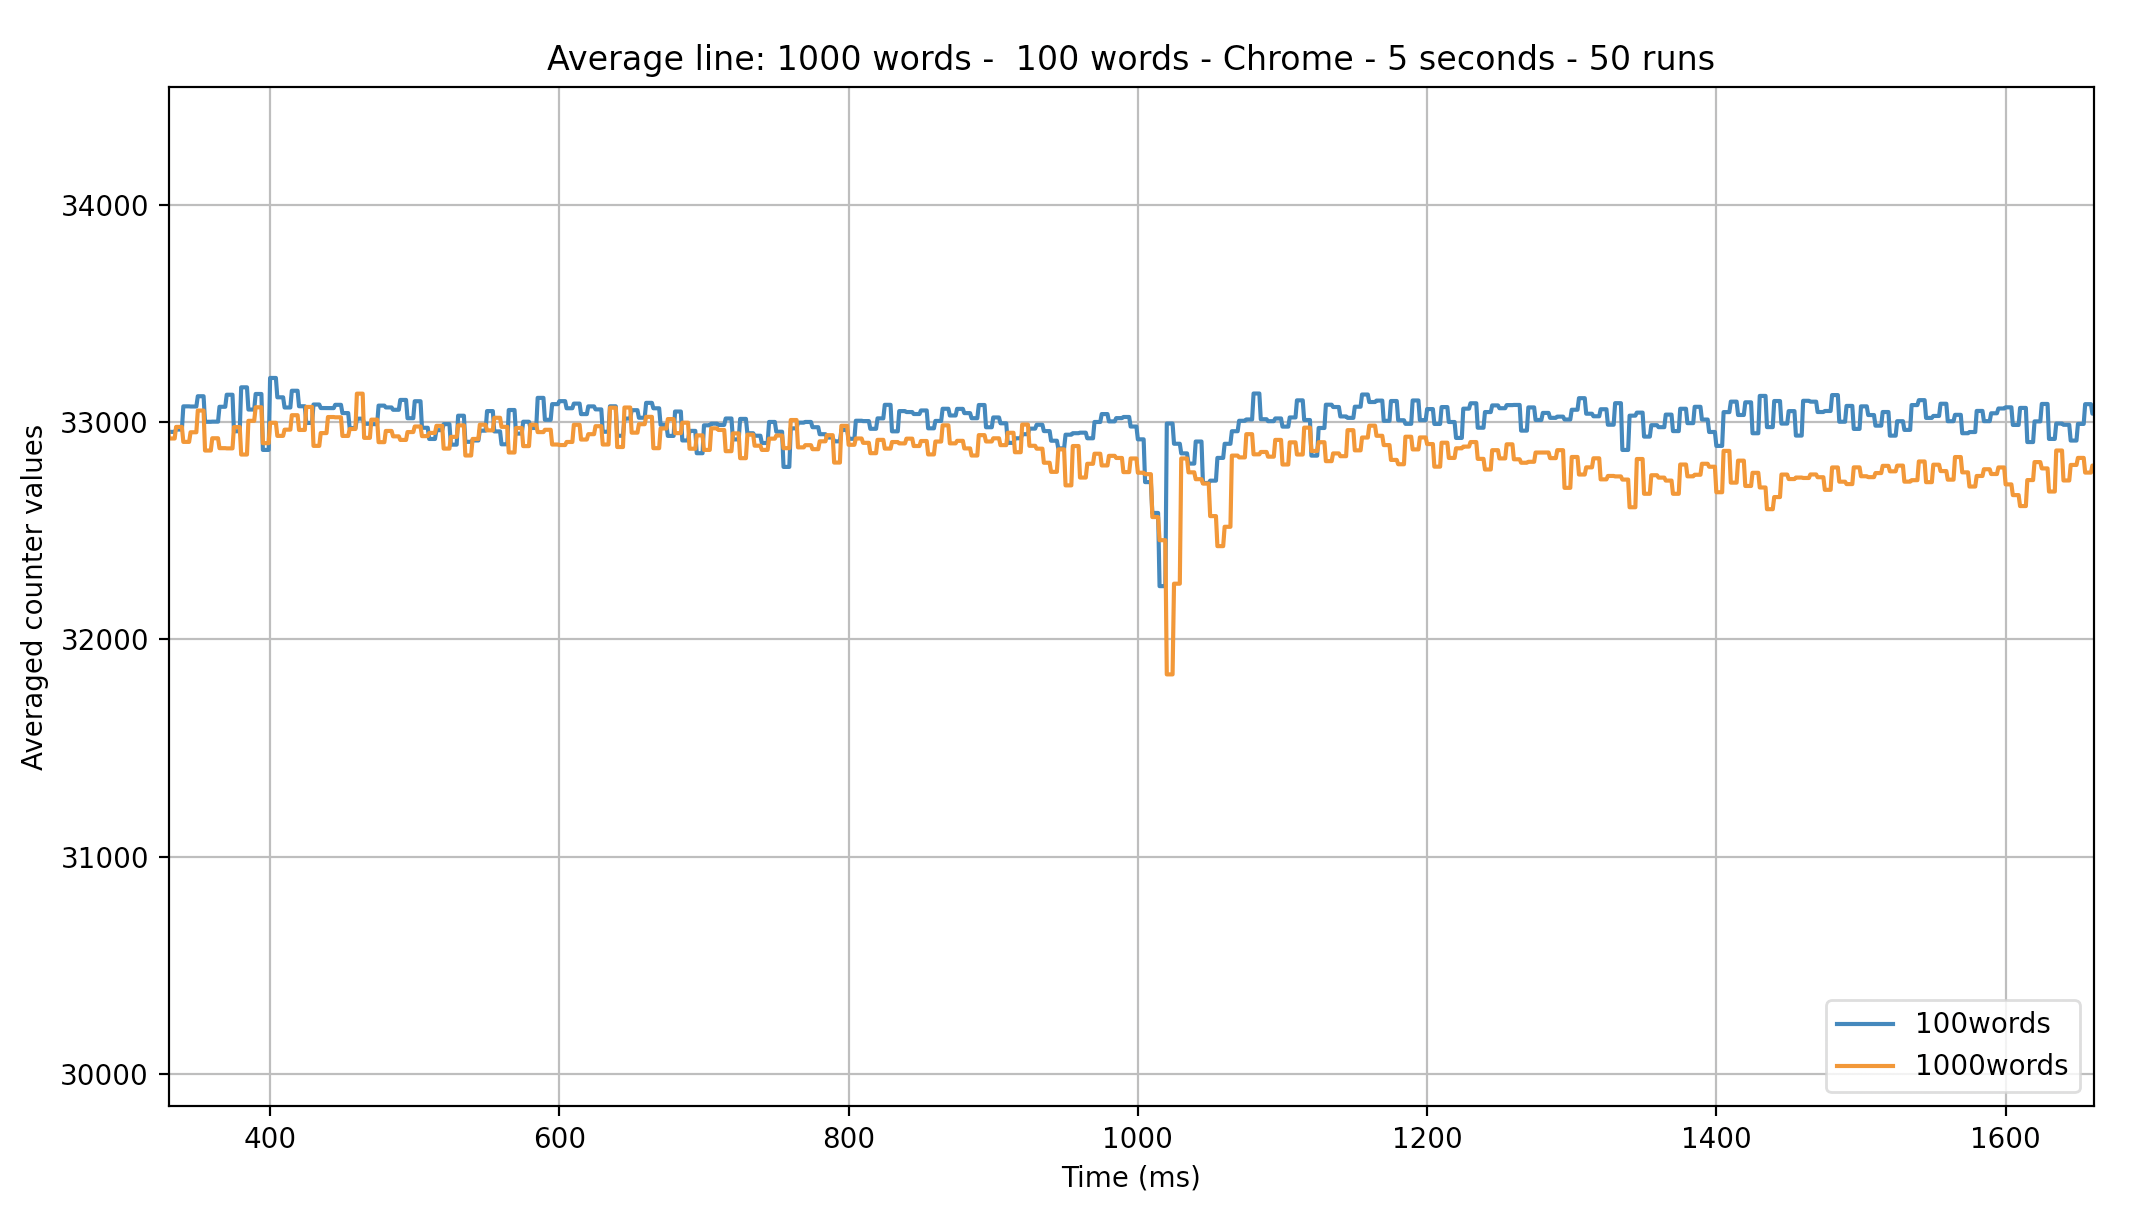 Average line: 1000 words -  100 words - Chrome - 5 seconds - 50 runs
Averaged counter values
34000
33000
32000
31000
30000
400 600 800 1000 1200 1400 1600
Time (ms)
100words
1000words